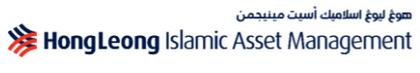 هوڠ ليوڠ اسلاميك أسيت مينيجمن
HongLeong Islamic Asset Management